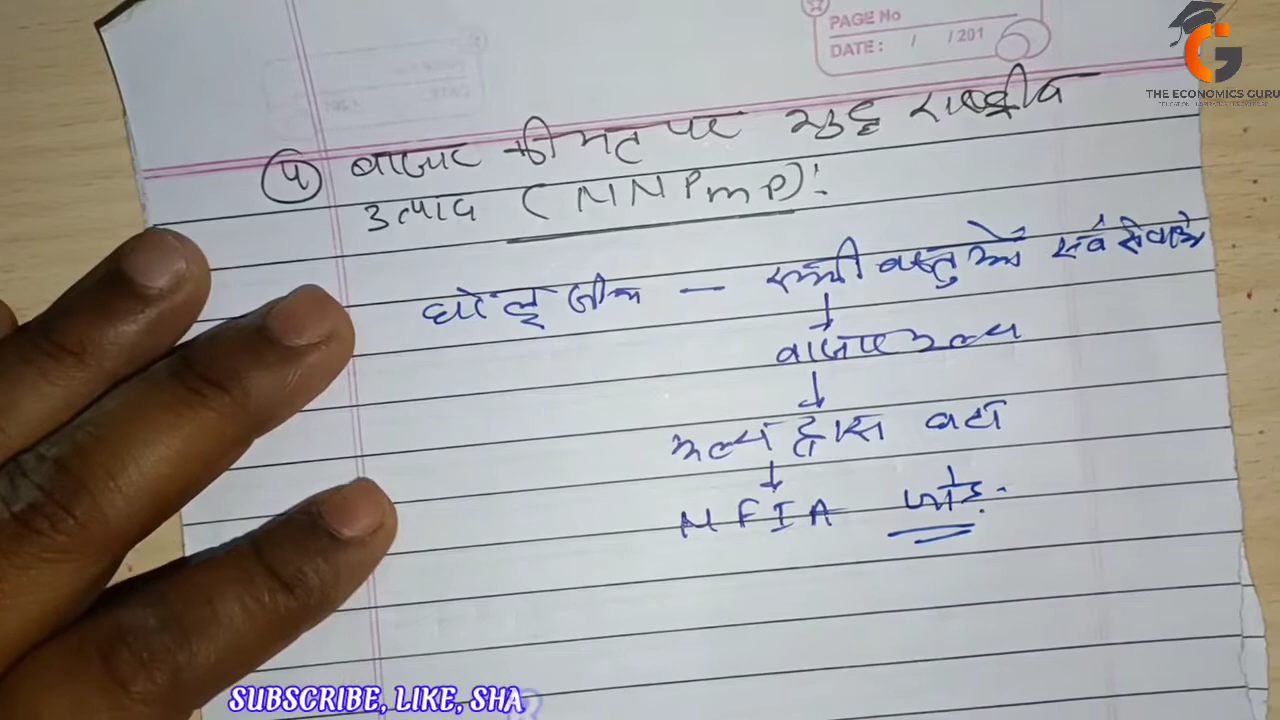 PAGE No
DATE: / /201
THE ECONOMICS GURU
५ बाजार कीमत पर शुद्ध राष्ट्रीय
उत्पाद (NNPmp):
घरेलू सीमा — सभी वस्तुओं एवं सेवाओं
↓
बाजार मूल्य
↓
मूल्य ह्रास घटा
↓
NFIA जोड़.
SUBSCRIBE, LIKE, SHA